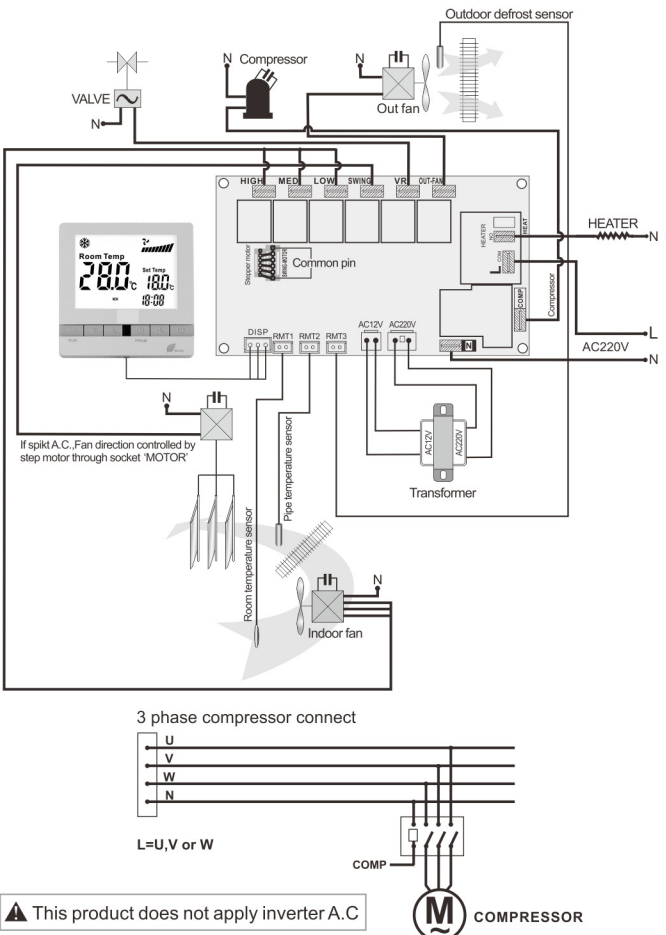 Outdoor defrost sensor
N
Compressor
N
VALVE
N
Out fan
HIGH
MED
LOW
SWING
VR
OUT-FAN
HEAT
HEATER
NO
COM
L
HEATER
N
Room Temp
28.0 °C
Set Temp
18.0 °C
18:08
Stepper motor
SWING-MOTOR
Common pin
Compressor
COMP
L
DISP
RMT1
RMT2
RMT3
AC12V
AC220V
N
AC220V
N
N
If spikt A.C.,Fan direction controlled by
step motor through socket 'MOTOR'
AC12V
AC220V
Transformer
Pipe temperature sensor
Room temperature sensor
N
Indoor fan
3 phase compressor connect
U
V
W
N
L=U,V or W
COMP
This product does not apply inverter A.C
M
~
COMPRESSOR